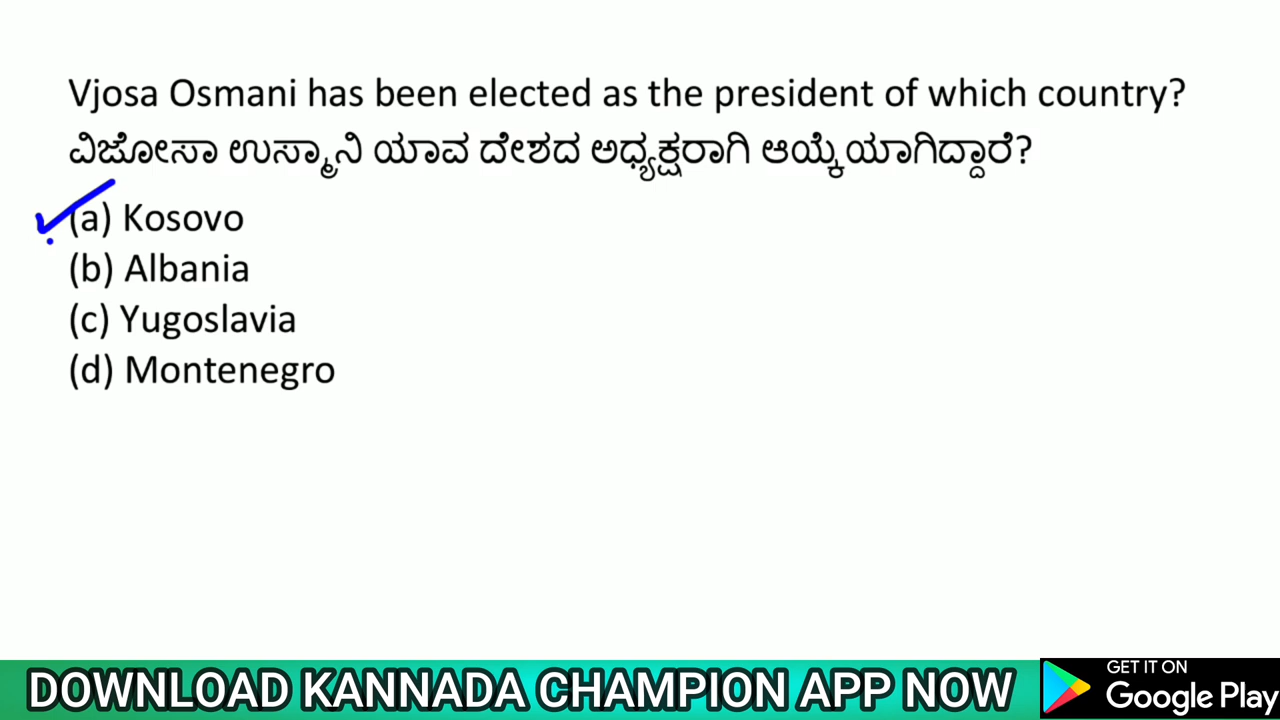 Vjosa Osmani has been elected as the president of which country?
ವಿಜೋಸಾ ಉಸ್ಮಾನಿ ಯಾವ ದೇಶದ ಅಧ್ಯಕ್ಷರಾಗಿ ಆಯ್ಕೆಯಾಗಿದ್ದಾರೆ?
(a) Kosovo
(b) Albania
(c) Yugoslavia
(d) Montenegro
DOWNLOAD KANNADA CHAMPION APP NOW
GET IT ON
Google Play